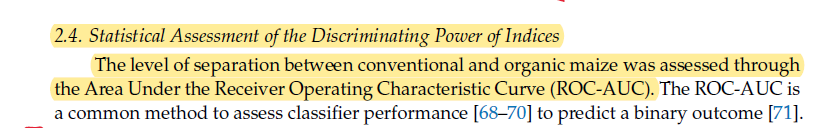 2.4. Statistical Assessment of the Discriminating Power of Indices
The level of separation between conventional and organic maize was assessed through
the Area Under the Receiver Operating Characteristic Curve (ROC-AUC). The ROC-AUC is
a common method to assess classifier performance [68–70] to predict a binary outcome [71].